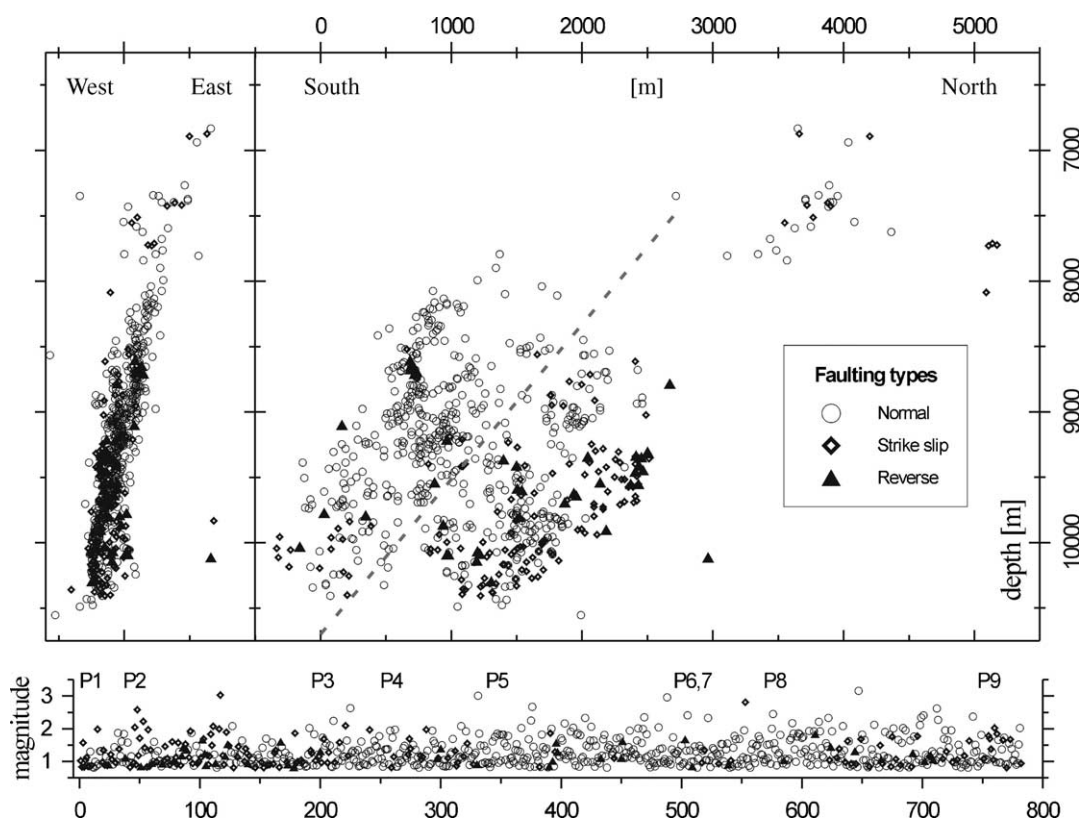 0 1000 2000 3000 4000 5000
West East South [m] North
7000
8000
9000
10000
depth [m]
Faulting types
Normal
Strike slip
Reverse
P1 P2 P3 P4 P5 P6,7 P8 P9
magnitude
3
2
1
0 100 200 300 400 500 600 700 800